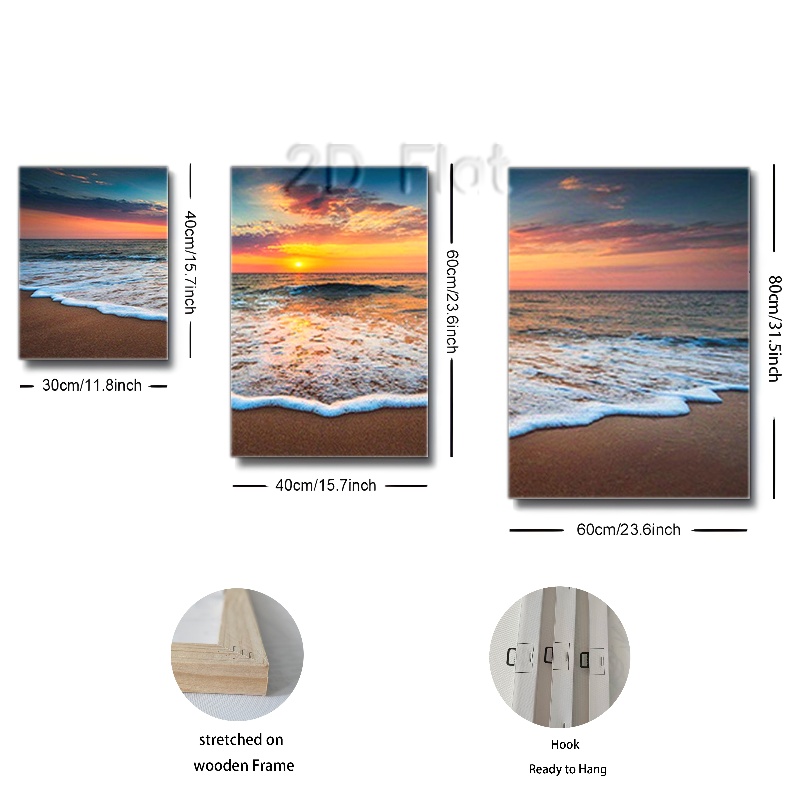 2D Flat
40cm/15.7inch
30cm/11.8inch
60cm/23.6inch
40cm/15.7inch
80cm/31.5inch
60cm/23.6inch
stretched on
wooden Frame
Hook
Ready to Hang